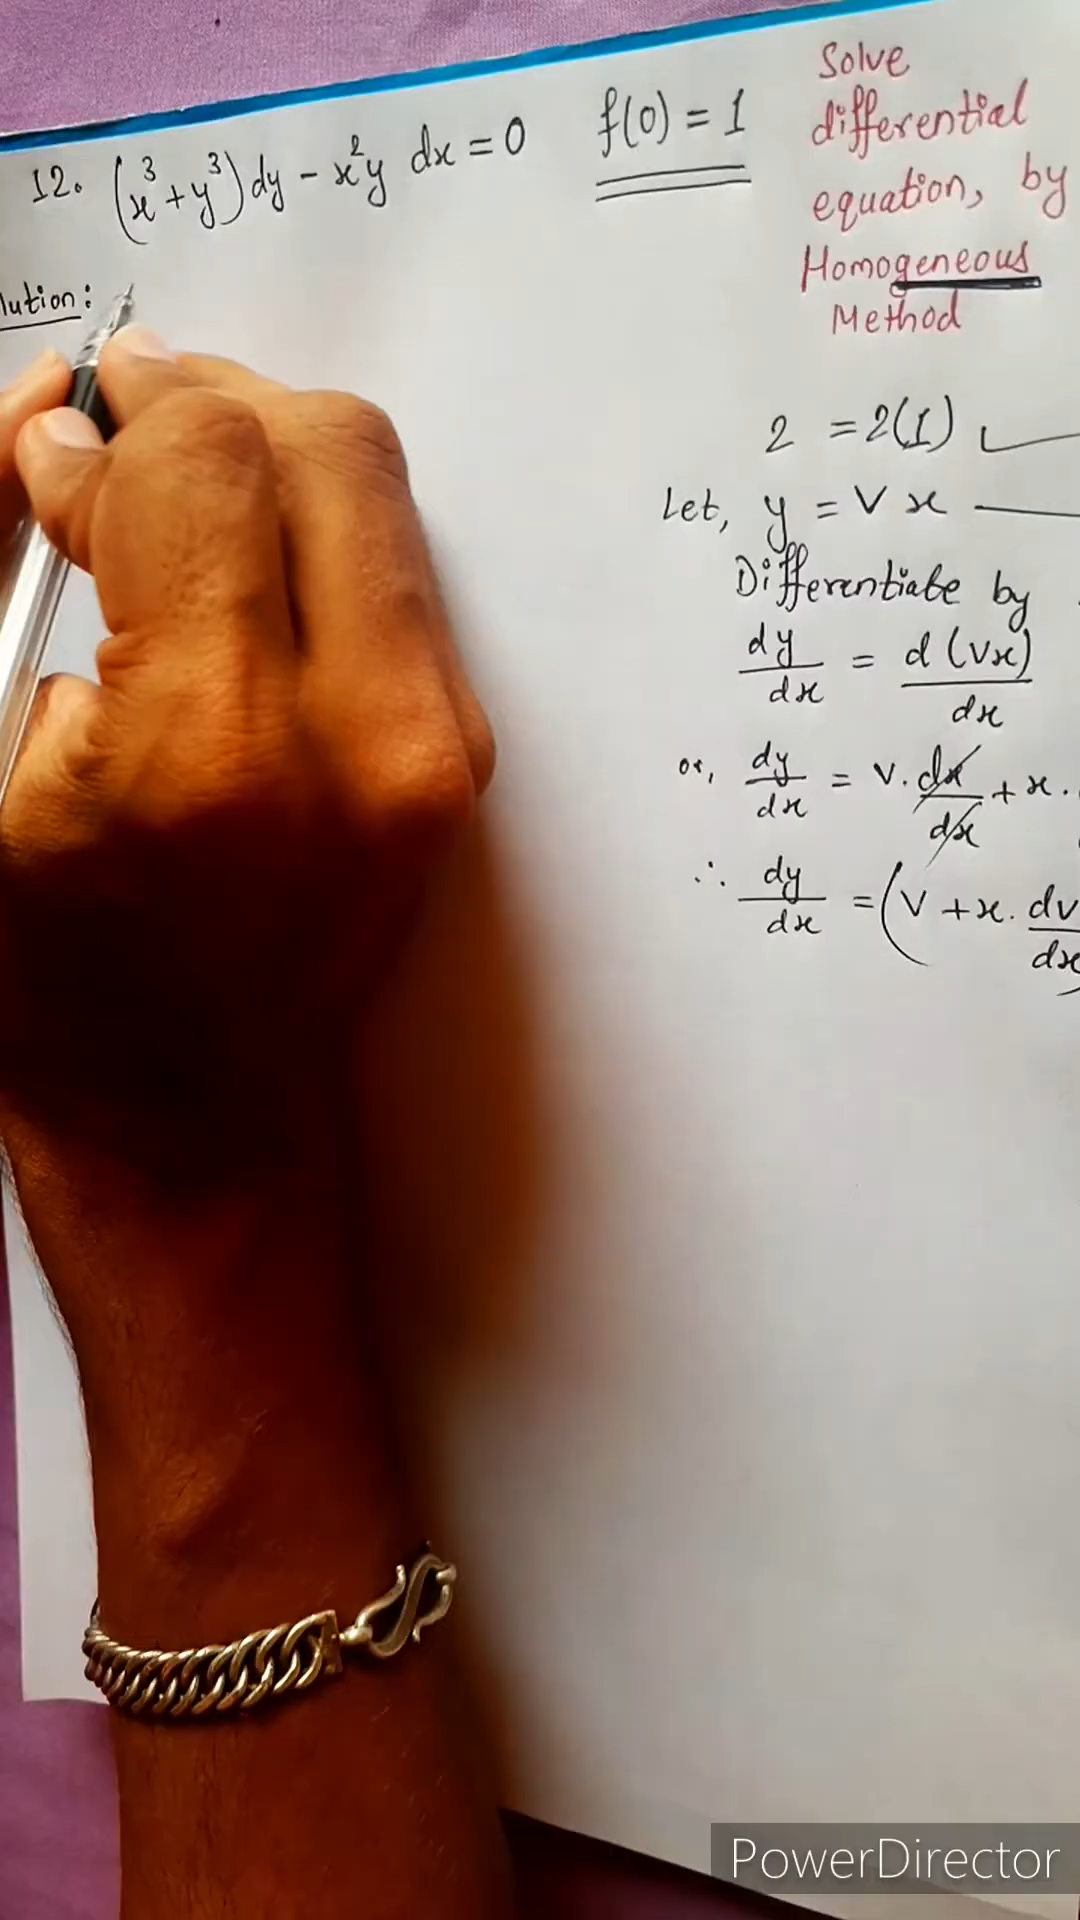 12. (x³ + y³) dy - x²y dx = 0 f(0) = 1
Solve
differential
equation, by
Homogeneous
Method
lution:
2 = 2(1)
Let, y = Vx
Differentiate by
dy/dx = d(Vx)/dx
or, dy/dx = V. dx/dx + x.
∴ dy/dx = (V + x. dv/dx
PowerDirector